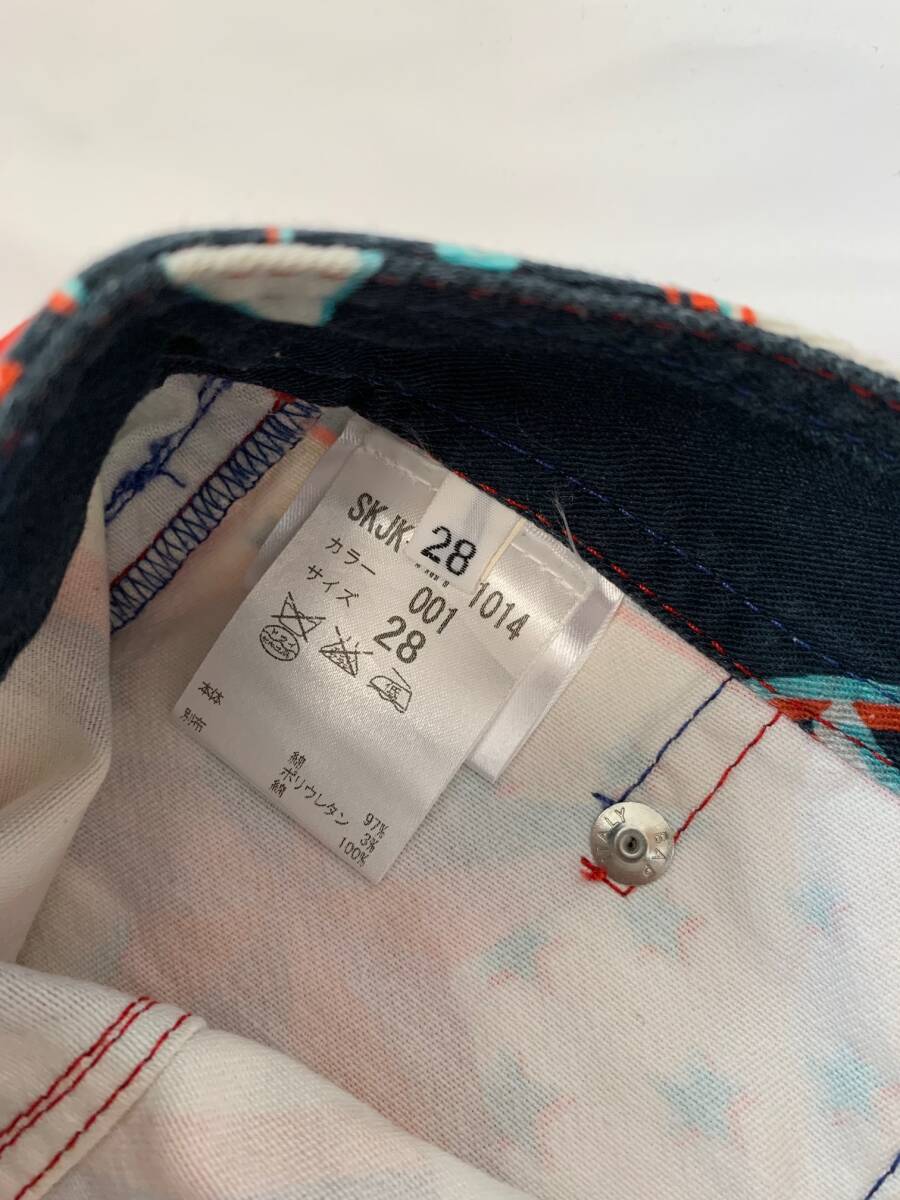 28
SKJK 1014
カラー 001
サイズ 28
低
本体 綿 97%
ポリウレタン 3%
別布 綿 100%